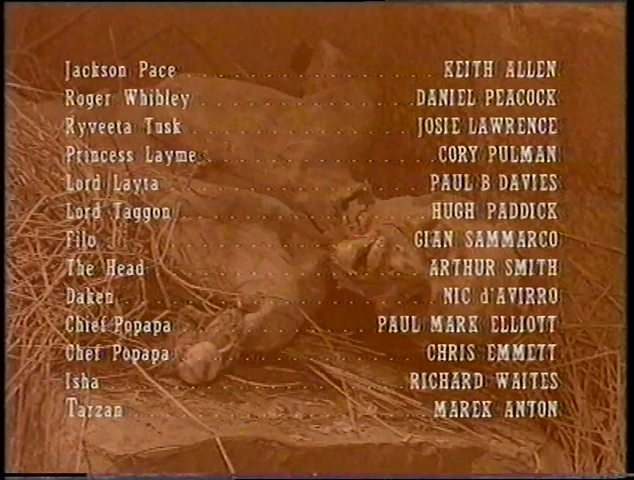 Jackson Pace KEITH ALLEN
Roger Whibley DANIEL PEACOCK
Ryveeta Tusk JOSIE LAWRENCE
Princess Layme CORY PULMAN
Lord Layta PAUL B DAVIES
Lord Taggon HUGH PADDICK
Filo GIAN SAMMARCO
The Head ARTHUR SMITH
Daken NIC d'AVIRRO
Chief Popapa PAUL MARK ELLIOTT
Chef Popapa CHRIS EMMETT
Isha RICHARD WAITES
Tarzan MAREK ANTON